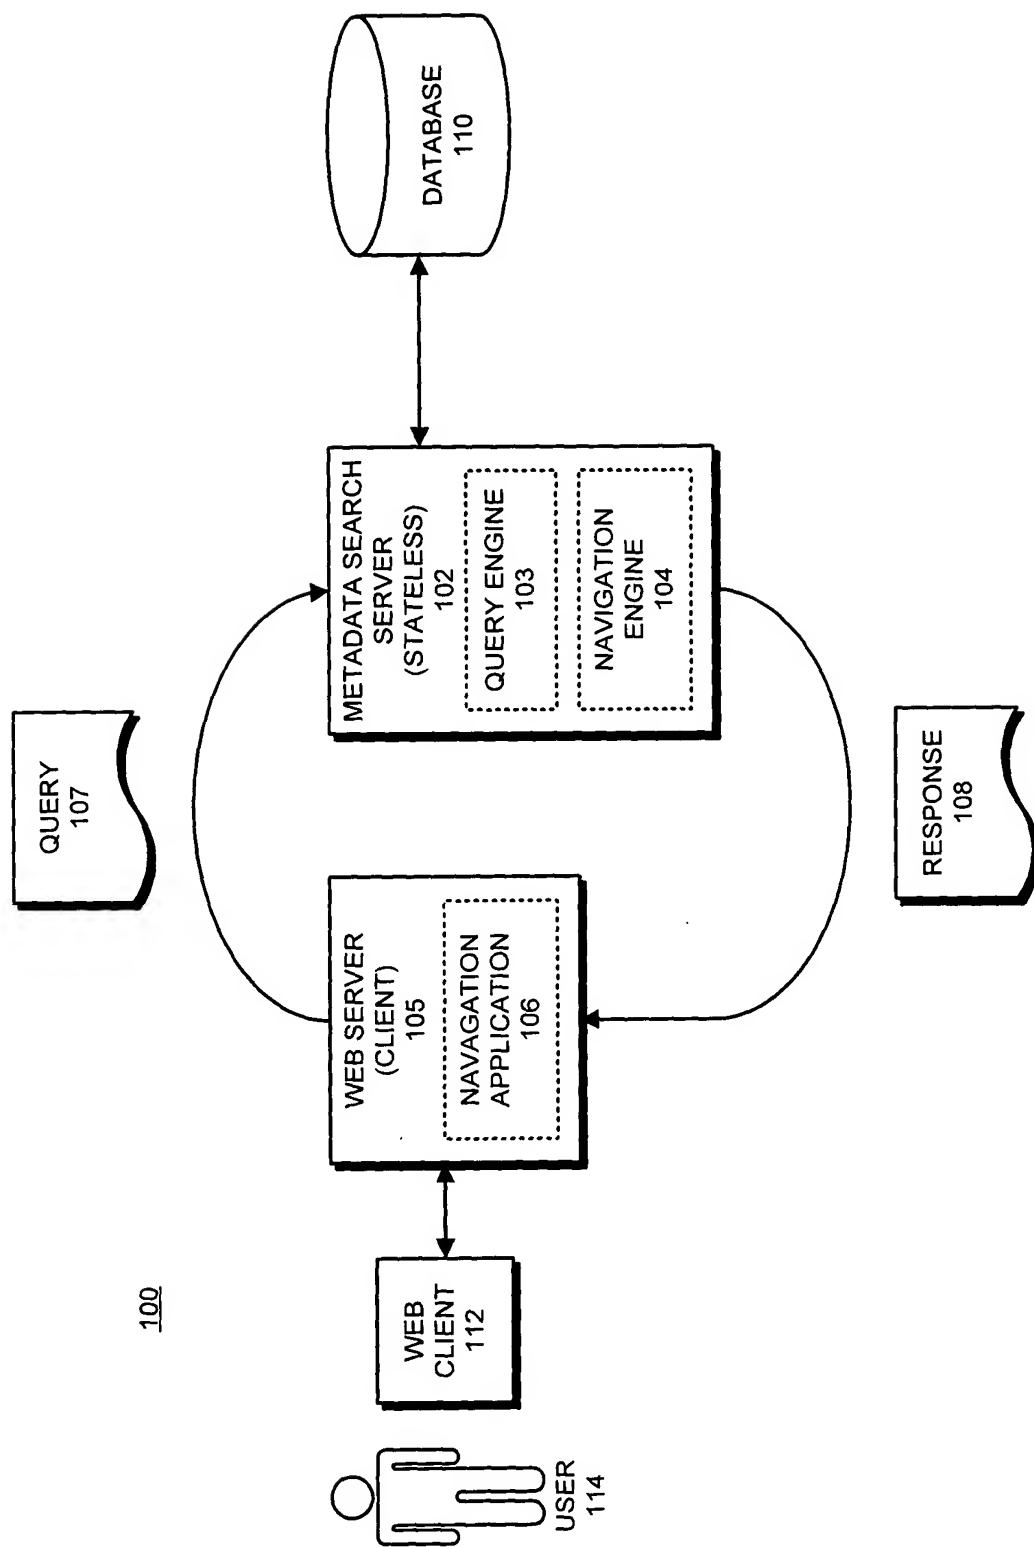 100
QUERY
107
WEB SERVER
(CLIENT)
105
NAVAGATION
APPLICATION
106
METADATA SEARCH
SERVER
(STATELESS)
102
QUERY ENGINE
103
NAVIGATION
ENGINE
104
DATABASE
110
WEB
CLIENT
112
USER
114
RESPONSE
108